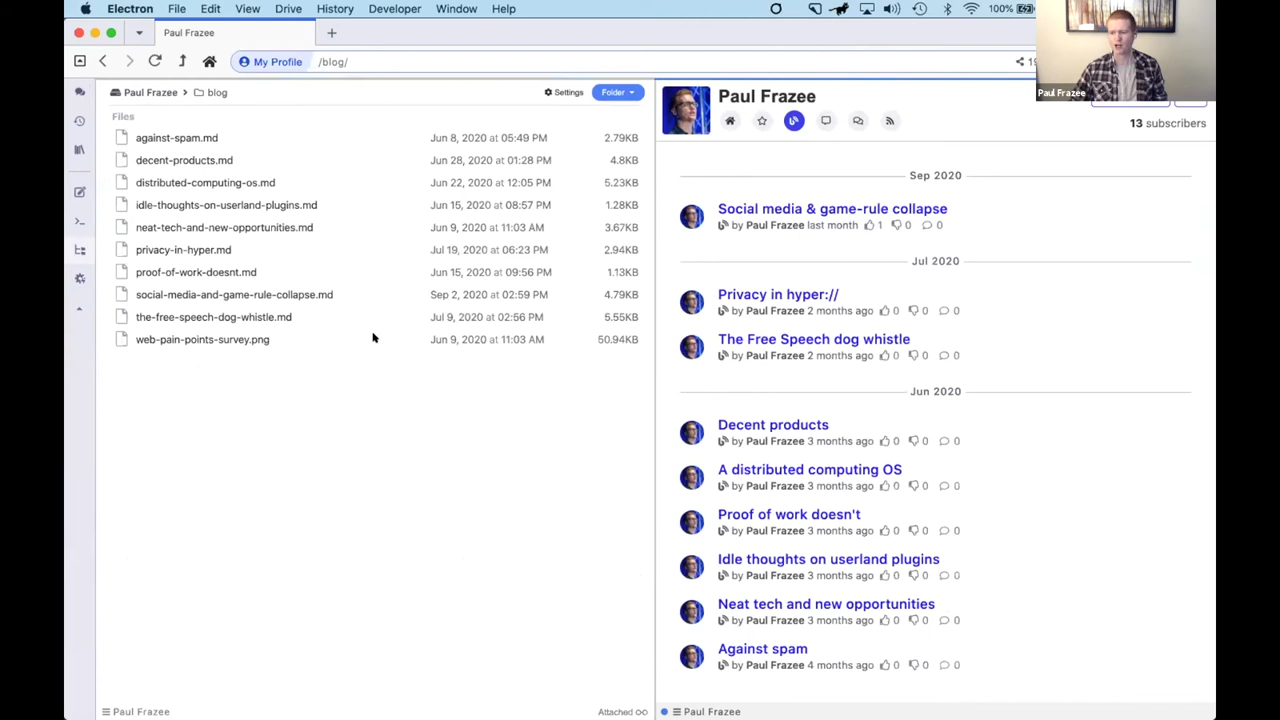 Electron File Edit View Drive History Developer Window Help 100%
Paul Frazee
My Profile /blog/
Paul Frazee
Paul Frazee blog Settings Folder
Files
against-spam.md Jun 8, 2020 at 05:49 PM 2.79KB
decent-products.md Jun 28, 2020 at 01:28 PM 4.8KB
distributed-computing-os.md Jun 22, 2020 at 12:05 PM 5.23KB
idle-thoughts-on-userland-plugins.md Jun 15, 2020 at 08:57 PM 1.28KB
neat-tech-and-new-opportunities.md Jun 9, 2020 at 11:03 AM 3.67KB
privacy-in-hyper.md Jul 19, 2020 at 06:23 PM 2.94KB
proof-of-work-doesnt.md Jun 15, 2020 at 09:56 PM 1.13KB
social-media-and-game-rule-collapse.md Sep 2, 2020 at 02:59 PM 4.79KB
the-free-speech-dog-whistle.md Jul 9, 2020 at 02:56 PM 5.55KB
web-pain-points-survey.png Jun 9, 2020 at 11:03 AM 50.94KB
Paul Frazee
Attached
Paul Frazee
13 subscribers
Sep 2020
Social media & game-rule collapse
by Paul Frazee last month 1 0 0
Jul 2020
Privacy in hyper://
by Paul Frazee 2 months ago 0 0 0
The Free Speech dog whistle
by Paul Frazee 2 months ago 0 0 0
Jun 2020
Decent products
by Paul Frazee 3 months ago 0 0 0
A distributed computing OS
by Paul Frazee 3 months ago 0 0 0
Proof of work doesn't
by Paul Frazee 3 months ago 0 0 0
Idle thoughts on userland plugins
by Paul Frazee 3 months ago 0 0 0
Neat tech and new opportunities
by Paul Frazee 3 months ago 0 0 0
Against spam
by Paul Frazee 4 months ago 0 0 0
Paul Frazee